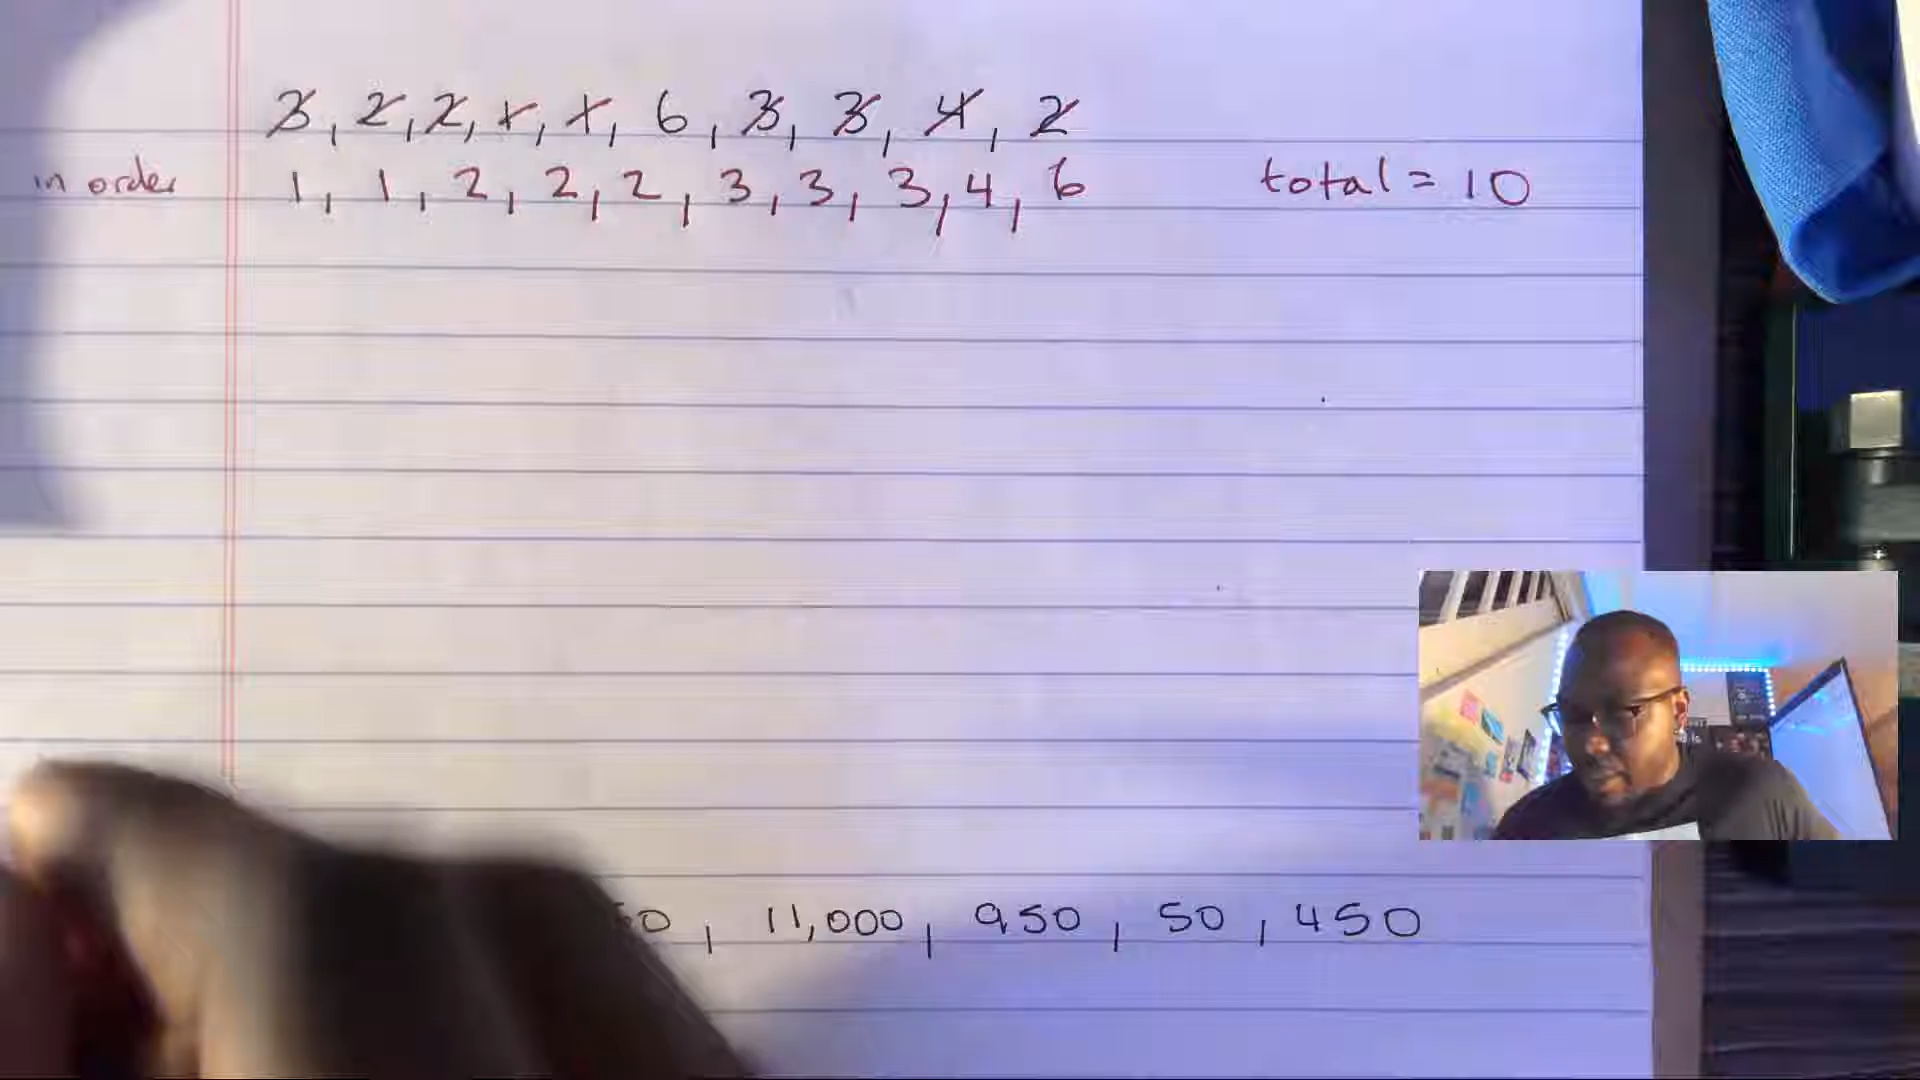 3, 2, 2, 1, 1, 6, 3, 3, 4, 2
in order 1, 1, 2, 2, 2, 3, 3, 3, 4, 6 total = 10
, 11,000, 950, 50, 450